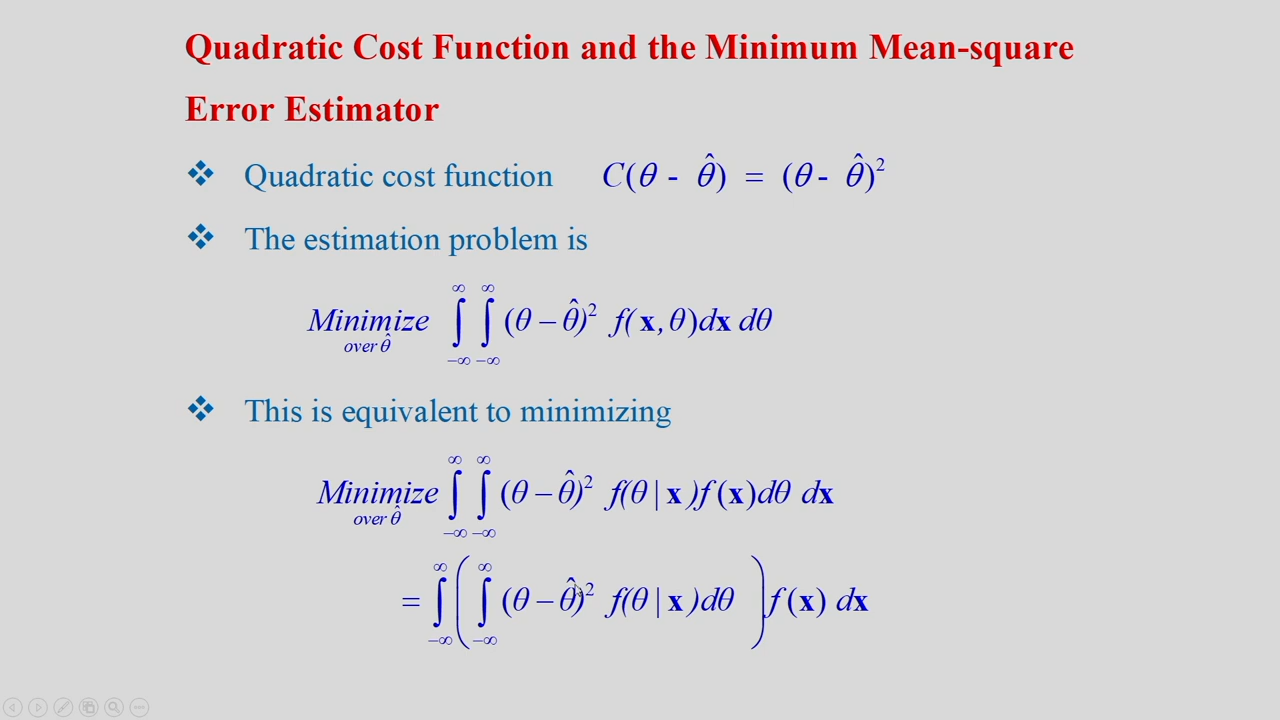 Quadratic Cost Function and the Minimum Mean-square
Error Estimator
❖ Quadratic cost function C(θ - θ̂) = (θ - θ̂)²
❖ The estimation problem is
Minimize over θ̂ ∫_{−∞}^{∞} ∫_{−∞}^{∞} (θ − θ̂)² f(x, θ)dx dθ
❖ This is equivalent to minimizing
Minimize over θ̂ ∫_{−∞}^{∞} ∫_{−∞}^{∞} (θ − θ̂)² f(θ | x) f(x)dθ dx
= ∫_{−∞}^{∞} ( ∫_{−∞}^{∞} (θ − θ̂)² f(θ | x)dθ ) f(x) dx